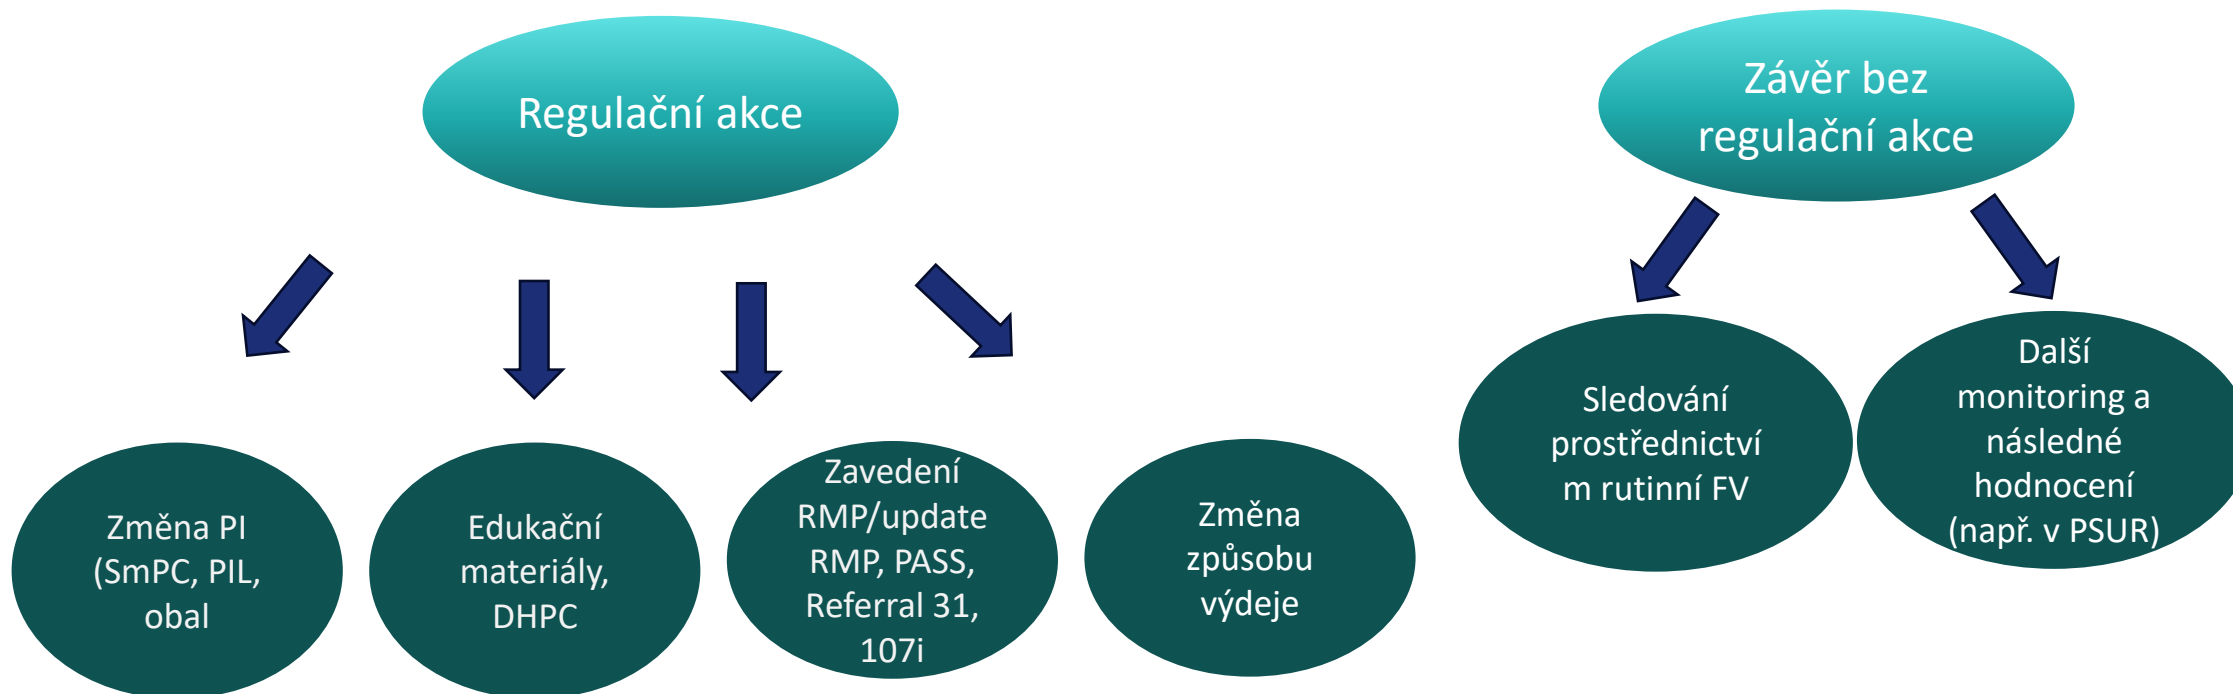 Regulační akce
Závěr bez
regulační akce
Změna PI
(SmPC, PIL,
obal
Edukační
materiály,
DHPC
Zavedení
RMP/update
RMP, PASS,
Referral 31,
107i
Změna
způsobu
výdeje
Sledování
prostřednictví
m rutinní FV
Další
monitoring a
následné
hodnocení
(např. v PSUR)